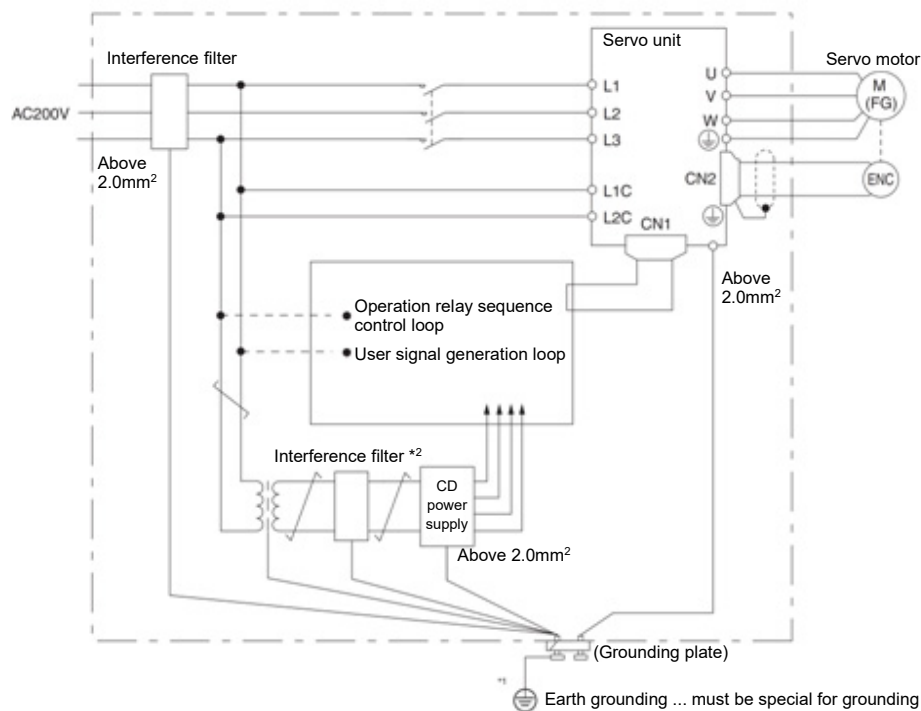 Interference filter
Servo unit
Servo motor
AC200V
L1
L2
L3
L1C
L2C
U
V
W
M
(FG)
CN2
ENC
CN1
Above
2.0mm²
Above
2.0mm²
Operation relay sequence
control loop
User signal generation loop
Interference filter *2
CD
power
supply
Above 2.0mm²
(Grounding plate)
*1
Earth grounding ... must be special for grounding